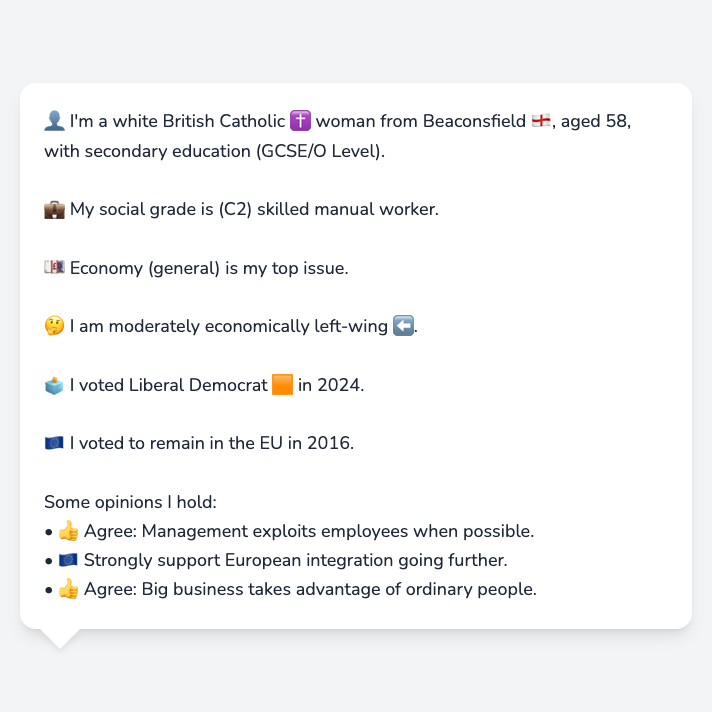 👤 I'm a white British Catholic ✝️ woman from Beaconsfield 🏴󠁧󠁢󠁥󠁮󠁧󠁿, aged 58,
with secondary education (GCSE/O Level).
💼 My social grade is (C2) skilled manual worker.
💷 Economy (general) is my top issue.
🤔 I am moderately economically left-wing ⬅️.
🗳️ I voted Liberal Democrat 🟧 in 2024.
🇪🇺 I voted to remain in the EU in 2016.
Some opinions I hold:
• 👍 Agree: Management exploits employees when possible.
• 🇪🇺 Strongly support European integration going further.
• 👍 Agree: Big business takes advantage of ordinary people.